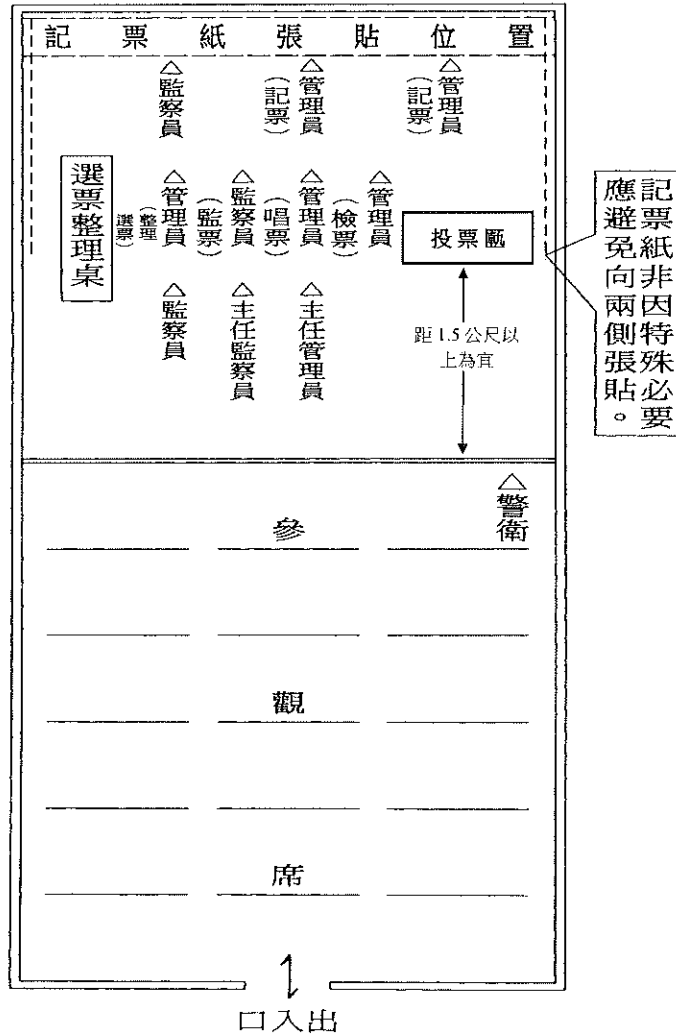 記票紙張貼位置
△監察員
△管理員
(記票)
△管理員
(記票)
選票整理桌
△管理員
(整理
選票)
△監察員
(監票)
△管理員
(唱票)
△管理員
(檢票)
投票匭
△監察員
△主任監察員
△主任管理員
距 1.5 公尺以
上為宜
記票紙非因特殊必要
應避免向兩側張貼。
△警衛
參
觀
席
口入出